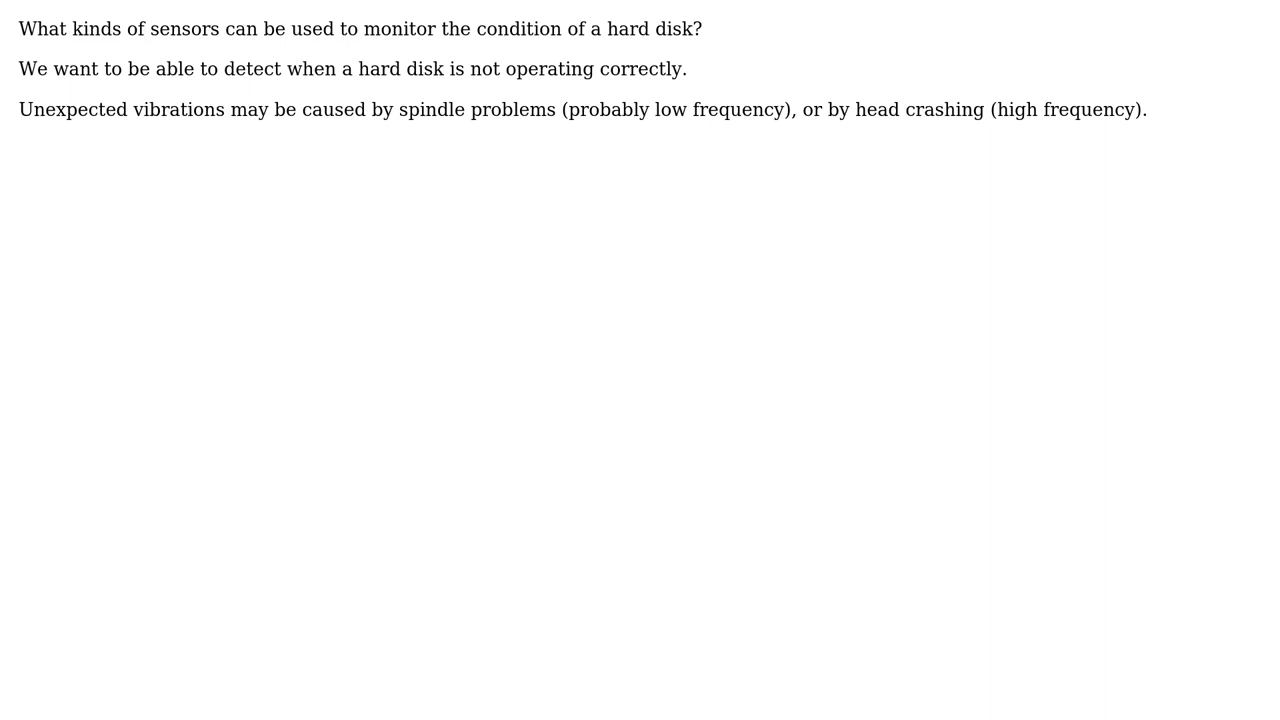 What kinds of sensors can be used to monitor the condition of a hard disk?
We want to be able to detect when a hard disk is not operating correctly.
Unexpected vibrations may be caused by spindle problems (probably low frequency), or by head crashing (high frequency).